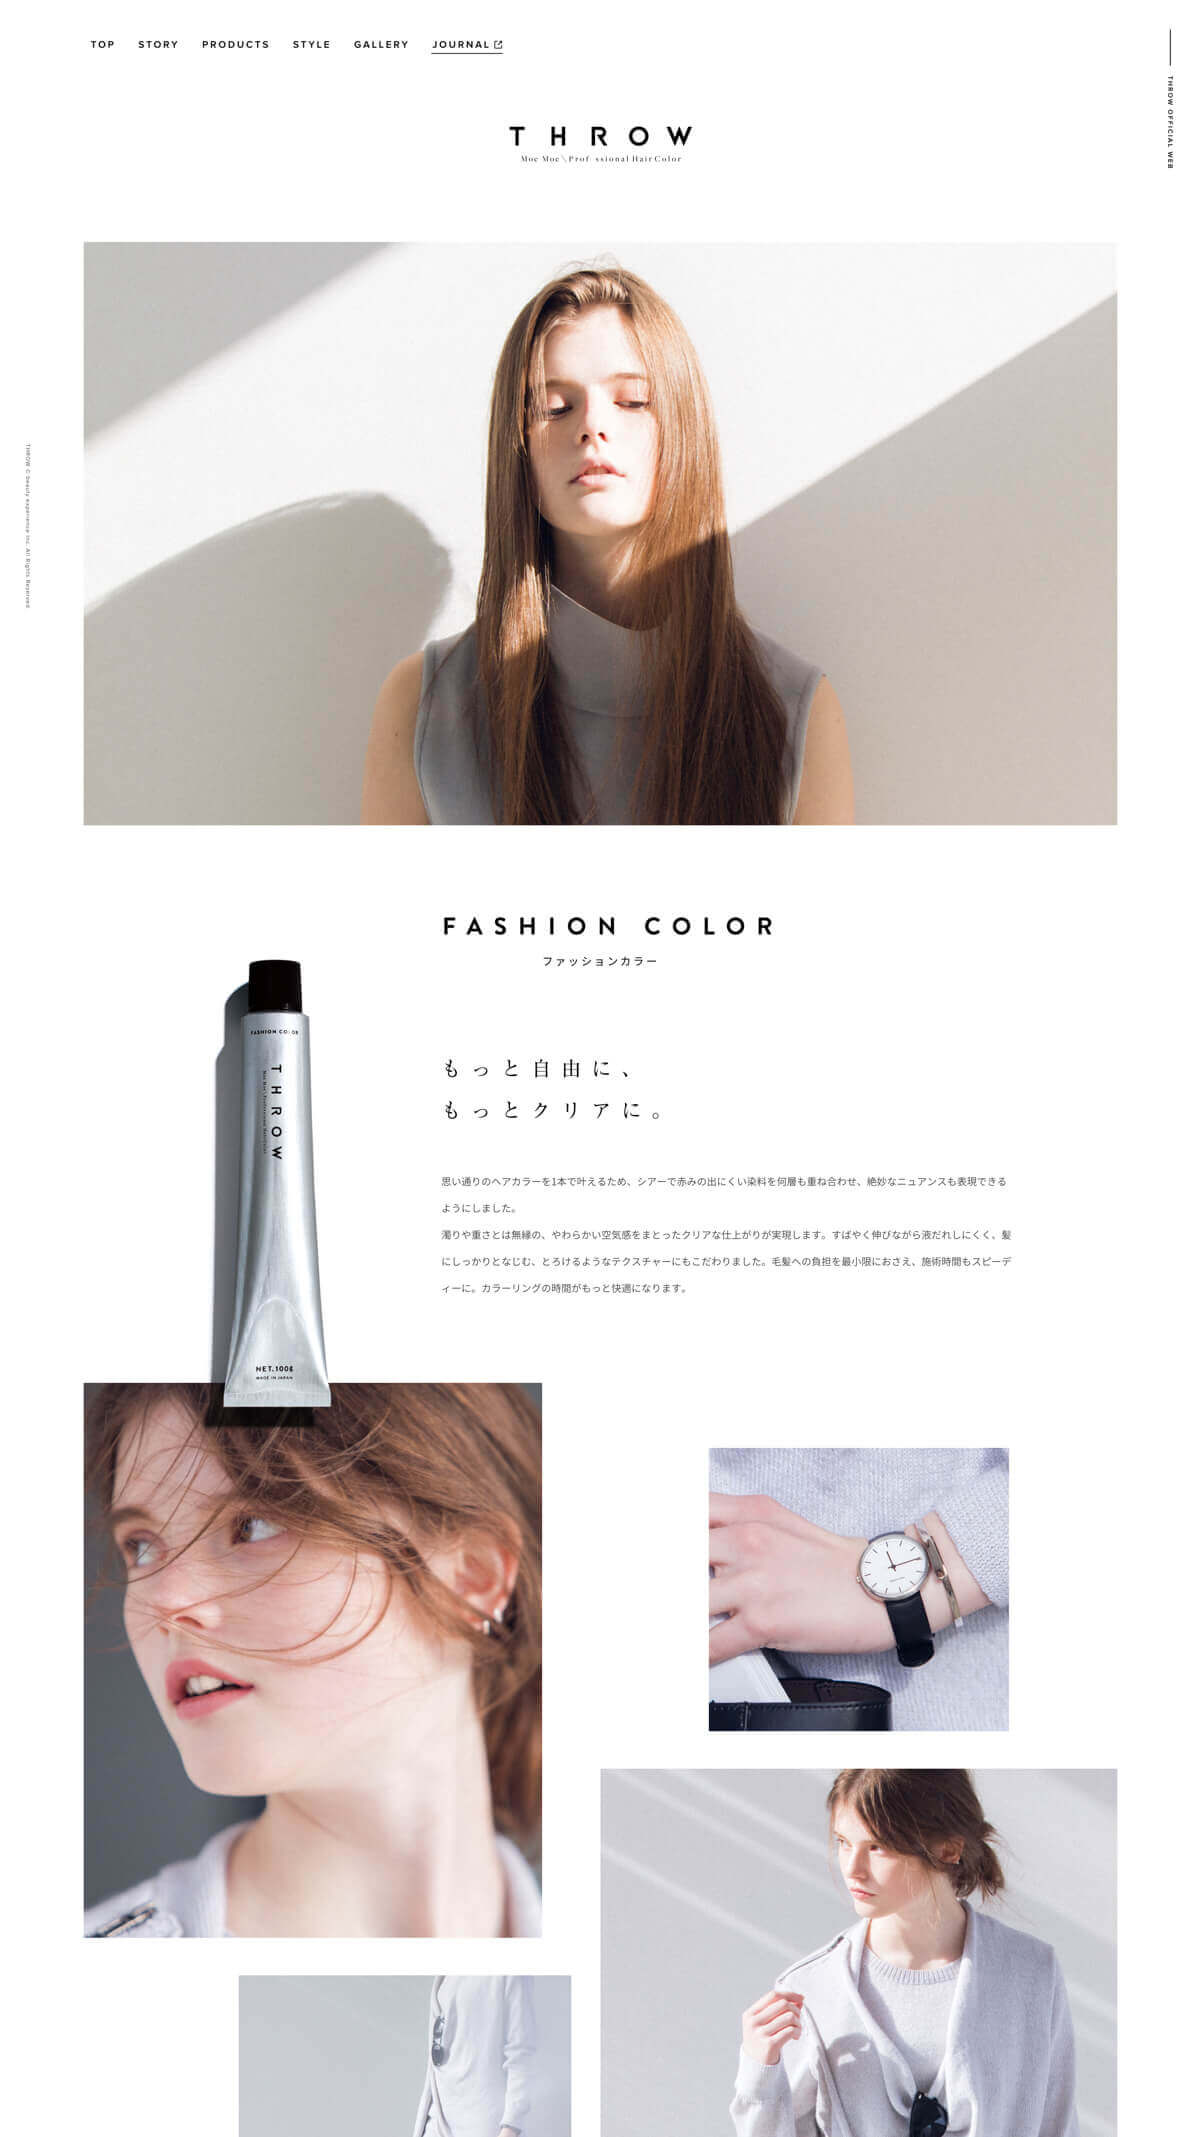 TOP STORY PRODUCTS STYLE GALLERY JOURNAL
THROW OFFICIAL WEB
THROW
Moe Moe \ Prof ssional Hair Color
THROW © beauty experience inc. All Rights Reserved.
FASHION COLOR
ファッションカラー
FASHION COLOR
THROW
もっと自由に、
もっとクリアに。
思い通りのヘアカラーを1本で叶えるため、シアーで赤みの出にくい染料を何層も重ね合わせ、絶妙なニュアンスも表現できる
ようにしました。
濁りや重さとは無縁の、やわらかい空気感をまとったクリアな仕上がりが実現します。すばやく伸びながら液だれしにくく、髪
にしっかりとなじむ、とろけるようなテクスチャーにもこだわりました。毛髪への負担を最小限におさえ、施術時間もスピーデ
ィーに。カラーリングの時間がもっと快適になります。
NET.100g
MADE IN JAPAN